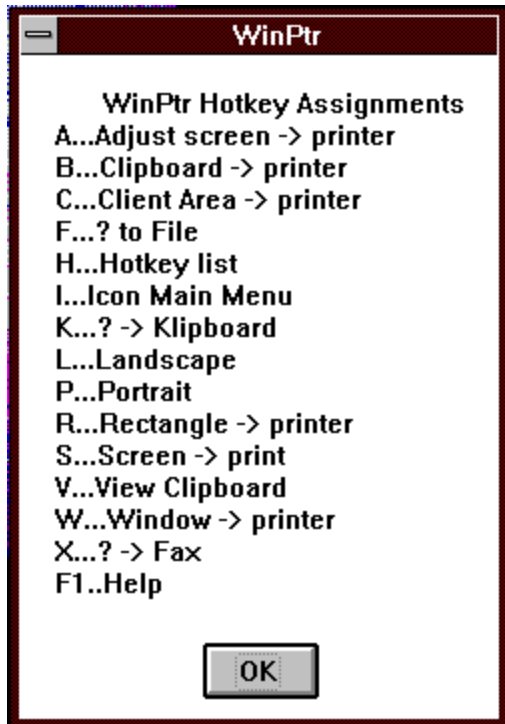 WinPtr
WinPtr Hotkey Assignments
A...Adjust screen -> printer
B...Clipboard -> printer
C...Client Area -> printer
F...? to File
H...Hotkey list
I...Icon Main Menu
K...? -> Klipboard
L...Landscape
P...Portrait
R...Rectangle -> printer
S...Screen -> print
V...View Clipboard
W...Window -> printer
X...? -> Fax
F1..Help
OK